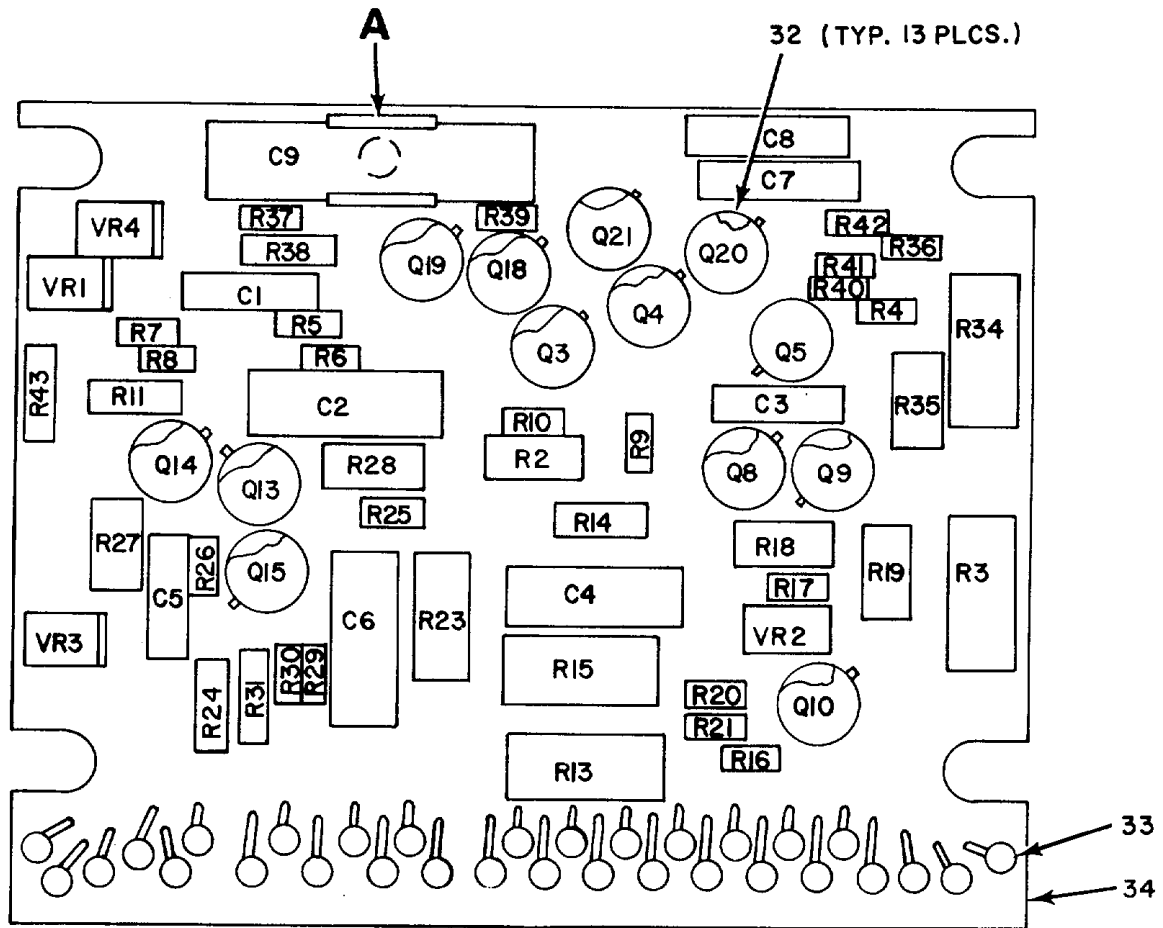 A
32 (TYP. 13 PLCS.)
C9
C8
C7
VR4
R37
R39
Q21
R42
R38
Q19
Q18
Q20
R36
VR1
C1
Q4
R41
R40
R4
R7
R5
R34
R8
R6
Q3
Q5
R43
R11
C2
C3
R35
R10
R9
Q14
Q13
R28
R2
Q8
Q9
R25
R14
R27
R26
Q15
R18
R19
R3
C5
C6
R23
C4
R17
VR3
VR2
R30
R29
R15
R24
R31
R20
Q10
R21
R16
R13
33
34